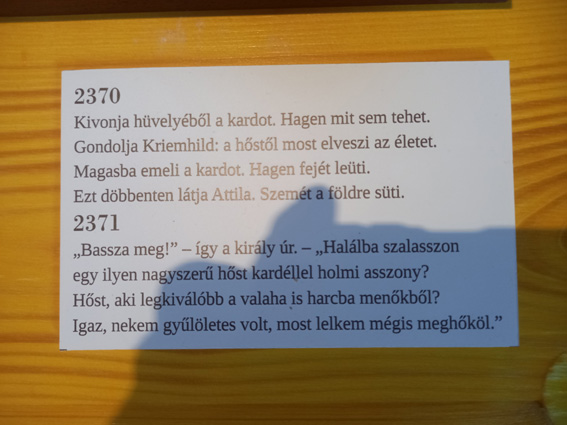 2370
Kivonja hüvelyéből a kardot. Hagen mit sem tehet.
Gondolja Kriemhild: a hőstől most elveszi az életet.
Magasba emeli a kardot. Hagen fejét leüti.
Ezt döbbenten látja Attila. Szemét a földre süti.
2371
„Bassza meg!” – így a király úr. – „Halálba szalasszon
egy ilyen nagyszerű hőst kardéllel holmi asszony?
Hőst, aki legkiválóbb a valaha is harcba menőkből?
Igaz, nekem gyűlöletes volt, most lelkem mégis meghőköl.”